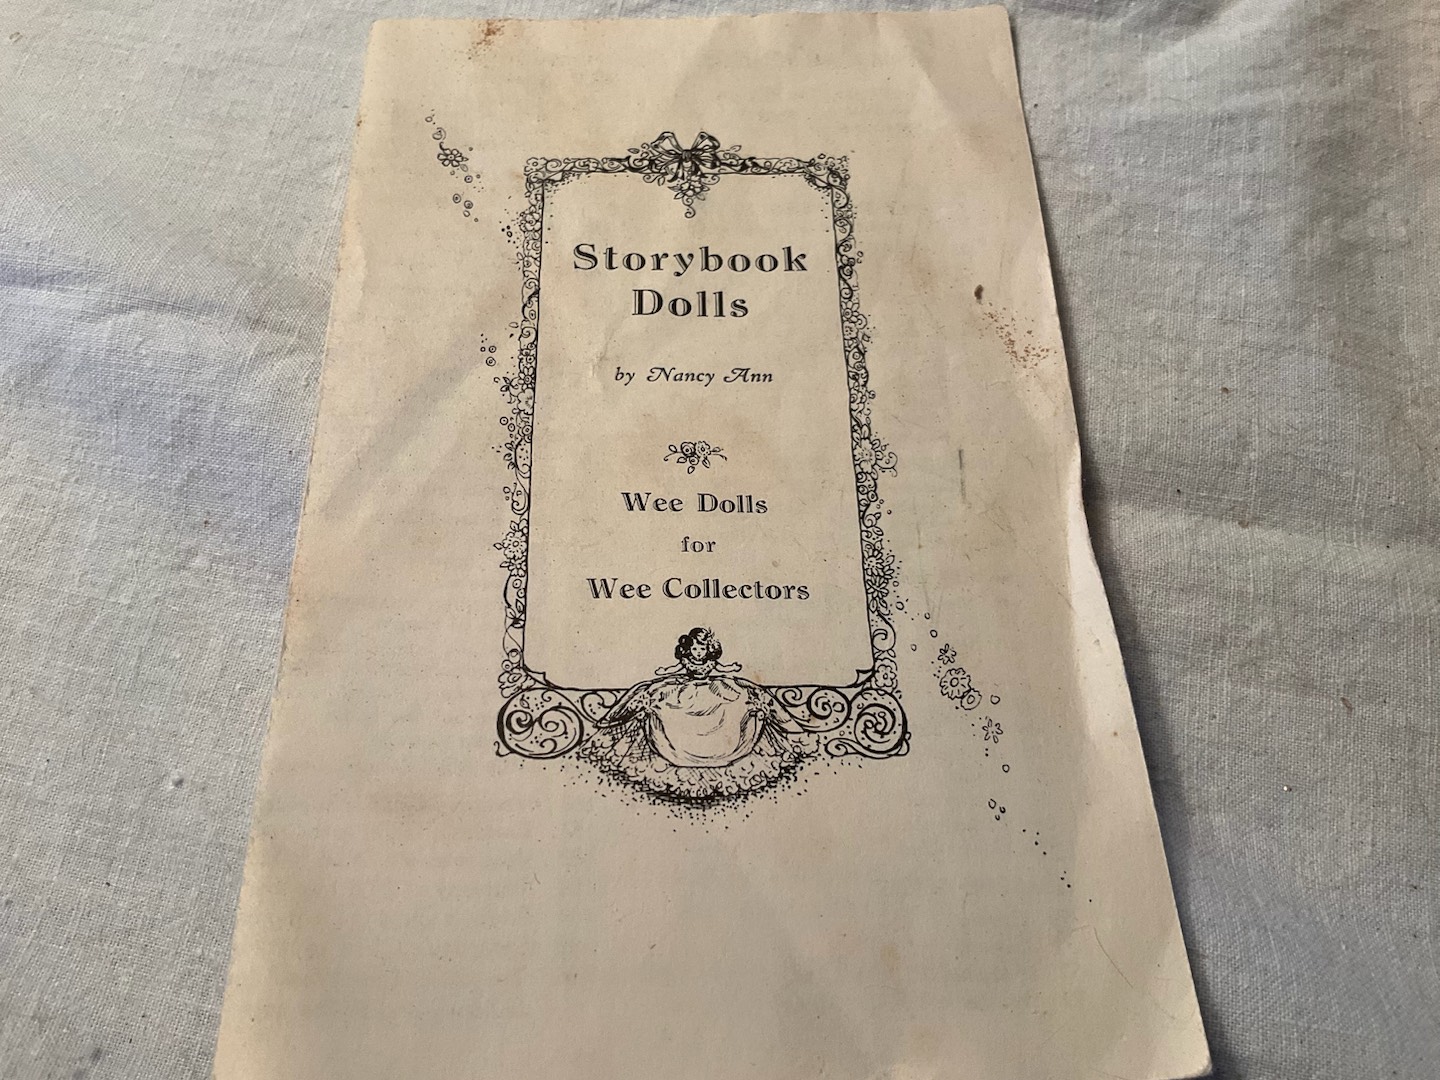 Storybook
Dolls
by Nancy Ann
Wee Dolls
for
Wee Collectors